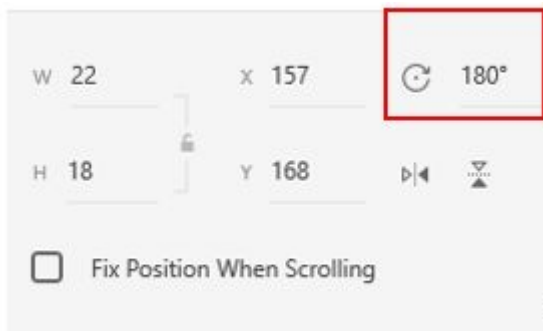 W 22 X 157 180°
H 18 Y 168
Fix Position When Scrolling